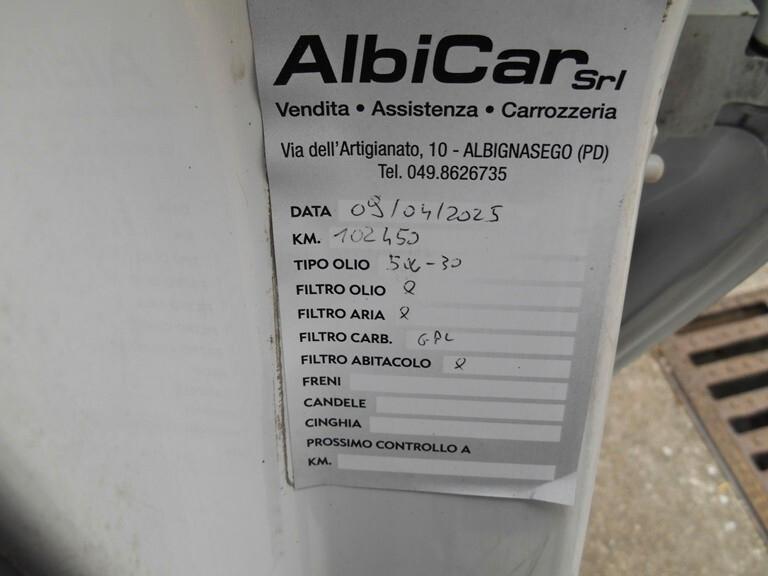 AlbiCar Srl
Vendita • Assistenza • Carrozzeria
Via dell'Artigianato, 10 - ALBIGNASEGO (PD)
Tel. 049.8626735
DATA 09/04/2025
KM. 102450
TIPO OLIO 5W-30
FILTRO OLIO
FILTRO ARIA
FILTRO CARB. GPL
FILTRO ABITACOLO
FRENI
CANDELE
CINGHIA
PROSSIMO CONTROLLO A
KM.